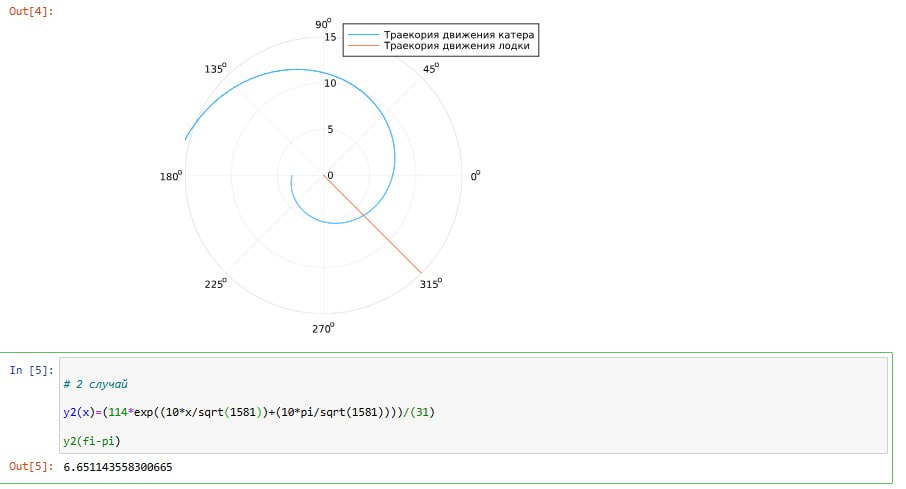 Out[4]:
90°
15
Траекория движения катера
Траекория движения лодки
135°
45°
10
5
180°
0
0°
225°
315°
270°
In [5]:
# 2 случай
y2(x)=(114*exp((10*x/sqrt(1581))+(10*pi/sqrt(1581))))/(31)
y2(fi-pi)
Out[5]:
6.651143558300665